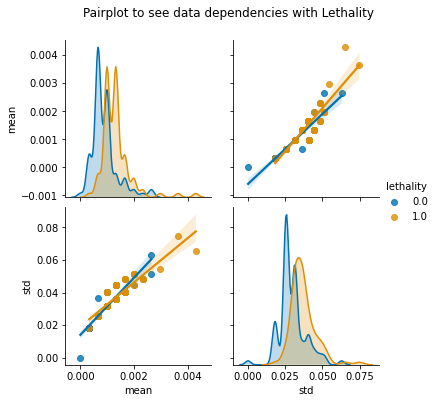 Pairplot to see data dependencies with Lethality
0.004
0.003
0.002
0.001
0.000
−0.001
mean
lethality
0.0
1.0
0.08
0.06
0.04
0.02
0.00
std
0.000 0.002 0.004
mean
0.000 0.025 0.050 0.075
std